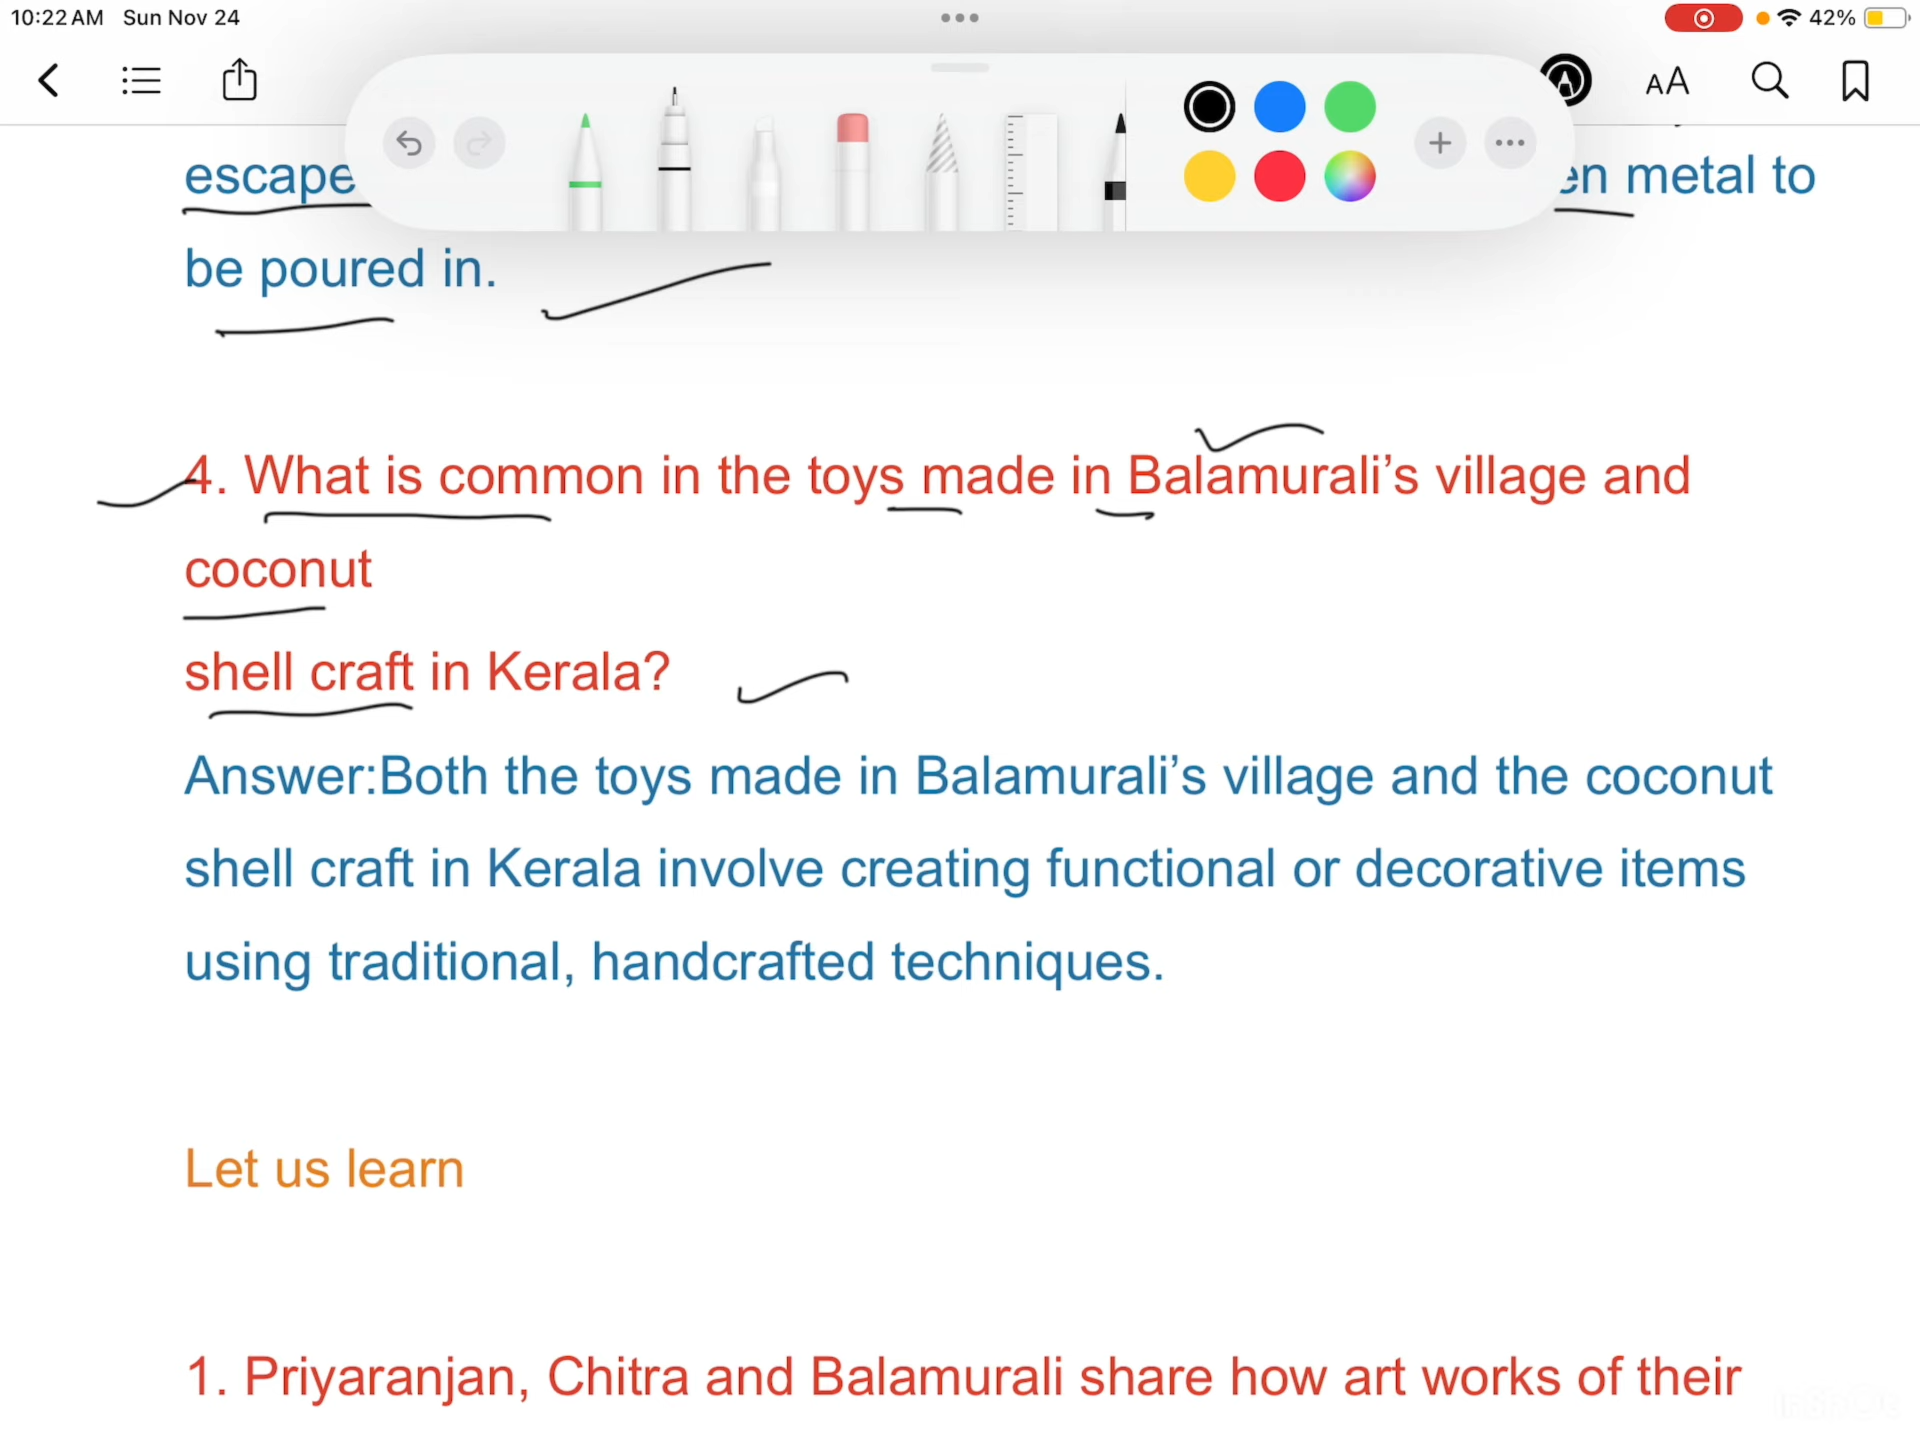 10:22 AM Sun Nov 24
42%
AA
escape en metal to
be poured in.
4. What is common in the toys made in Balamurali’s village and
coconut
shell craft in Kerala?
Answer:Both the toys made in Balamurali’s village and the coconut
shell craft in Kerala involve creating functional or decorative items
using traditional, handcrafted techniques.
Let us learn
1. Priyaranjan, Chitra and Balamurali share how art works of their